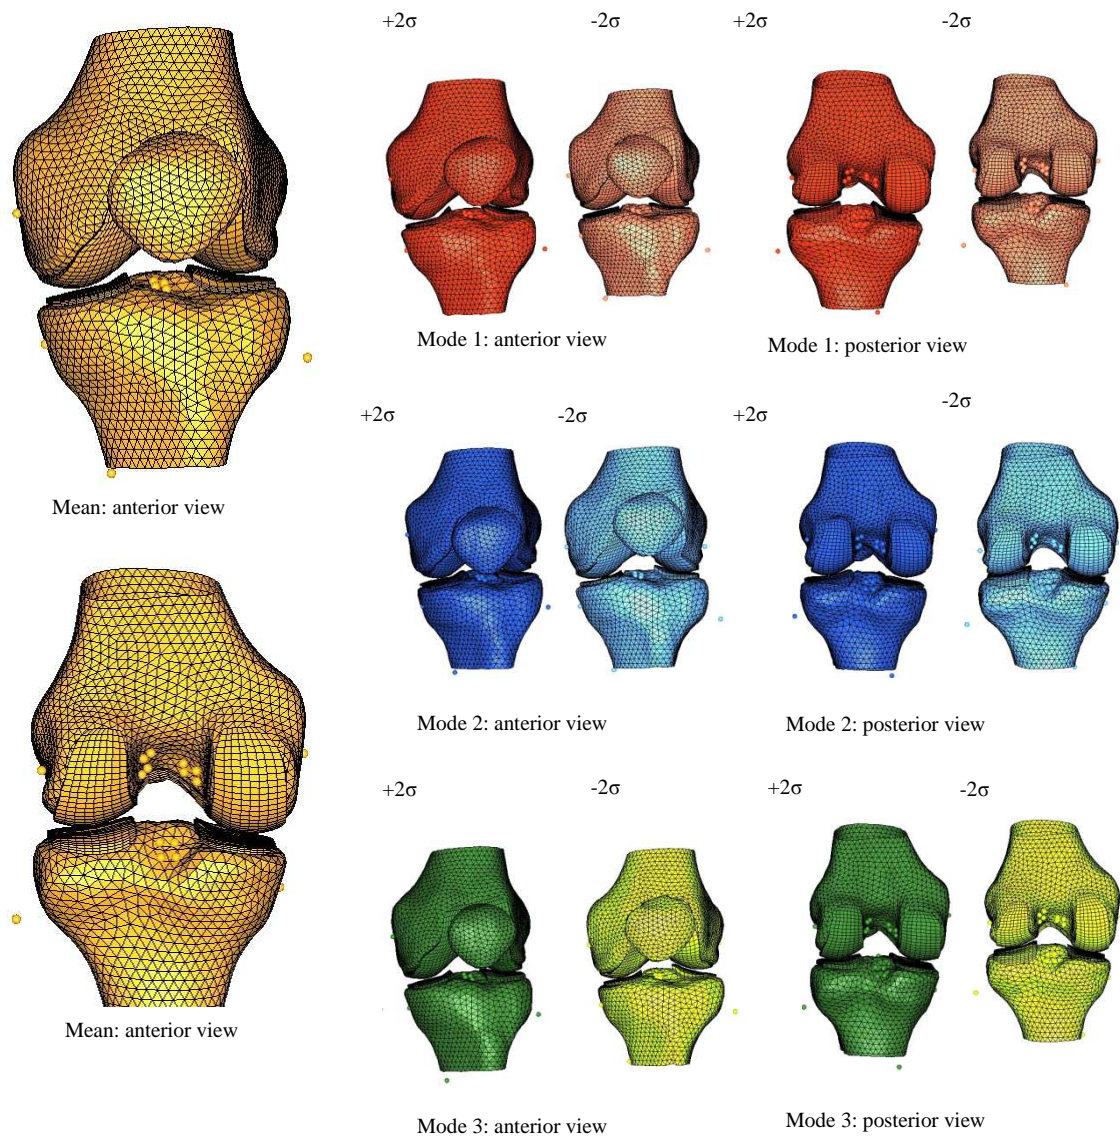 +2σ
-2σ
+2σ
-2σ
Mode 1: anterior view
Mode 1: posterior view
+2σ
-2σ
+2σ
-2σ
Mean: anterior view
Mode 2: anterior view
Mode 2: posterior view
+2σ
-2σ
+2σ
-2σ
Mean: anterior view
Mode 3: anterior view
Mode 3: posterior view